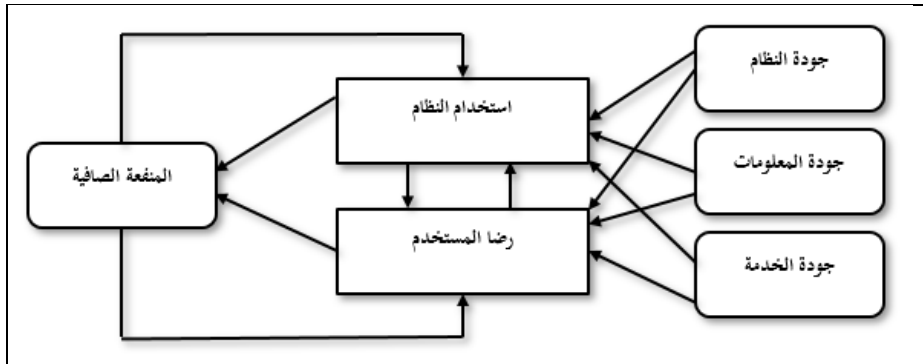 جودة النظام
استخدام النظام
جودة المعلومات
المنفعة الصافية
رضا المستخدم
جودة الخدمة